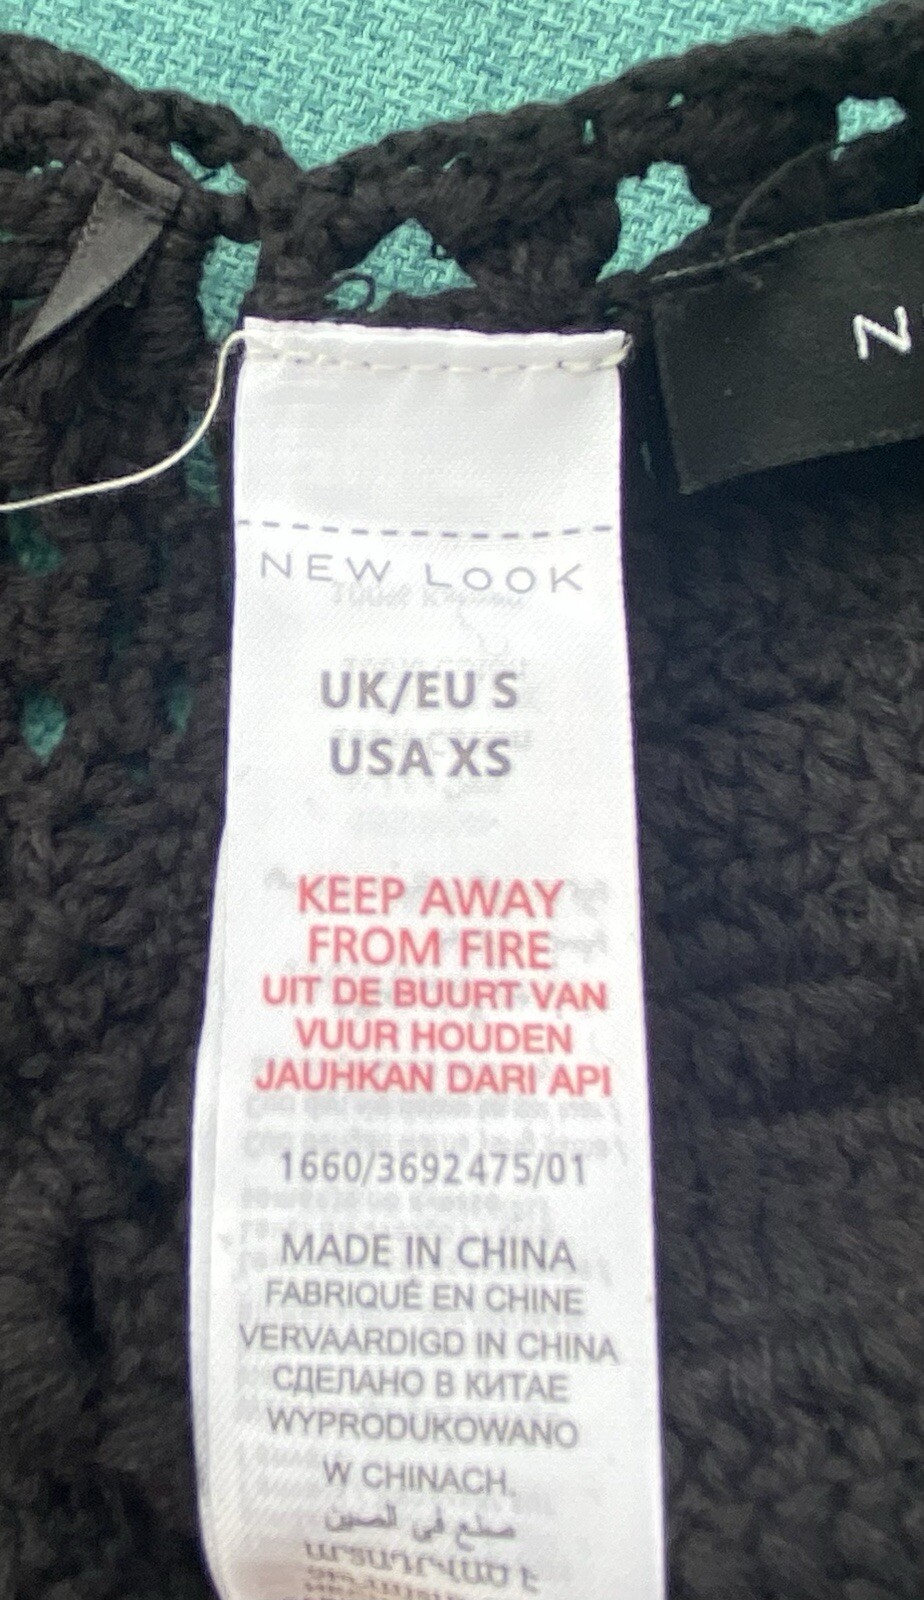 N
NEW LOOK
UK/EU S
USA XS
KEEP AWAY
FROM FIRE
UIT DE BUURT VAN
VUUR HOUDEN
JAUHKAN DARI API
1660/3692475/01
MADE IN CHINA
FABRIQUÉ EN CHINE
VERVAARDIGD IN CHINA
СДЕЛАНО В КИТАЕ
WYPRODUKOWANO
W CHINACH.
صنع في الصين